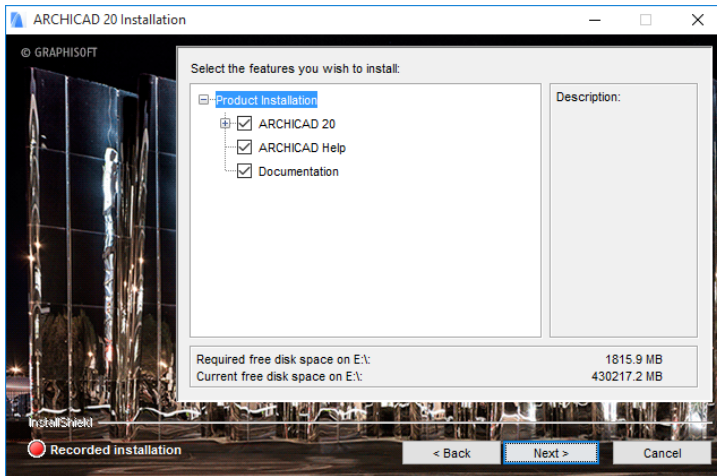 ARCHICAD 20 Installation
© GRAPHISOFT
Select the features you wish to install:
Product Installation
ARCHICAD 20
ARCHICAD Help
Documentation
Description:
Required free disk space on E:\: 1815.9 MB
Current free disk space on E:\: 430217.2 MB
InstallShield
Recorded installation
< Back
Next >
Cancel